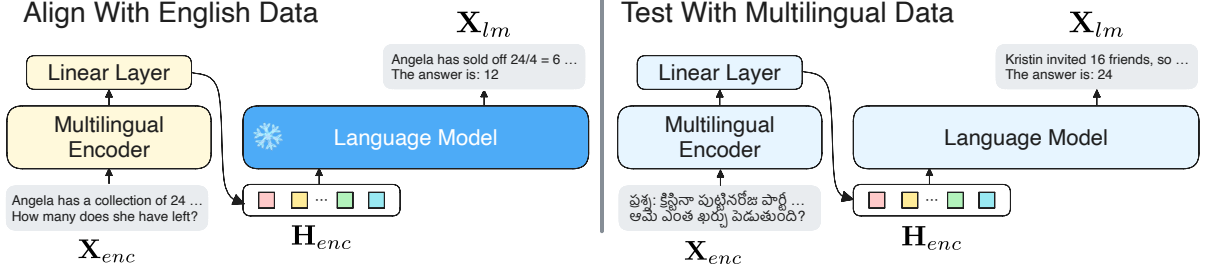 Align With English Data
X_lm
Angela has sold off 24/4 = 6 ...
The answer is: 12
Linear Layer
Multilingual
Encoder
Language Model
Angela has a collection of 24 ...
How many does she have left?
...
X_enc
H_enc
Test With Multilingual Data
X_lm
Kristin invited 16 friends, so ...
The answer is: 24
Linear Layer
Multilingual
Encoder
Language Model
ప్రశ్న: క్రిస్టినా పుట్టినరోజు పార్టీ ...
ఆమె ఎంత ఖర్చు పెడుతుంది?
...
X_enc
H_enc